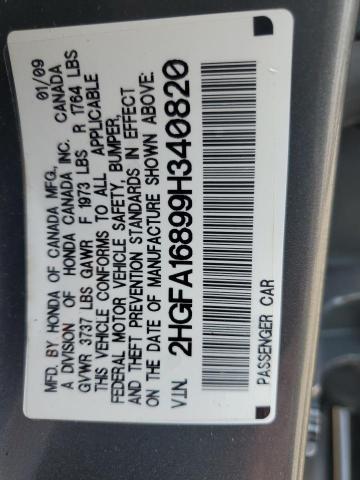 MFD. BY HONDA OF CANADA MFG., 01/09
A DIVISION OF HONDA CANADA INC. CANADA
GVWR 3737 LBS GAWR F 1973 LBS R 1764 LBS
THIS VEHICLE CONFORMS TO ALL APPLICABLE
FEDERAL MOTOR VEHICLE SAFETY, BUMPER,
AND THEFT PREVENTION STANDARDS IN EFFECT
ON THE DATE OF MANUFACTURE SHOWN ABOVE.
V.I.N. 2HGFA16899H340820
PASSENGER CAR